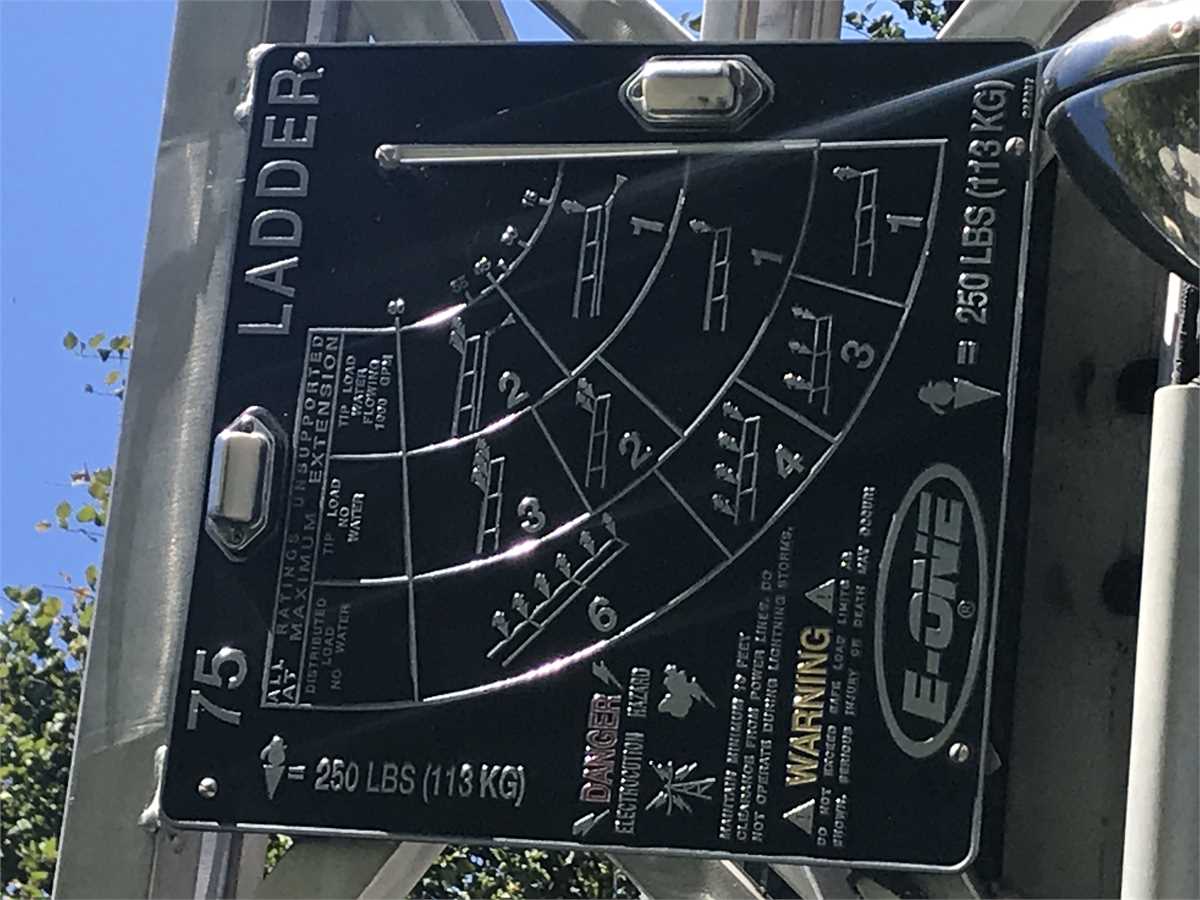 75 LADDER
ALL RATINGS UNSUPPORTED
AT MAXIMUM EXTENSION
DISTRIBUTED
LOAD
NO WATER
TIP LOAD
NO
WATER
TIP LOAD
WATER
FLOWING
1000 GPM
= 250 LBS (113 KG)
6
3
2
1
4
2
3
1
1
DANGER
ELECTROCUTION HAZARD
MAINTAIN MINIMUM 10 FEET
CLEARANCE FROM POWER LINES. DO
NOT OPERATE DURING LIGHTNING STORMS.
WARNING
DO NOT EXCEED SAFE LOAD LIMITS AS
SHOWN. SERIOUS INJURY OR DEATH MAY OCCUR!
E-ONE®
= 250 LBS (113 KG)